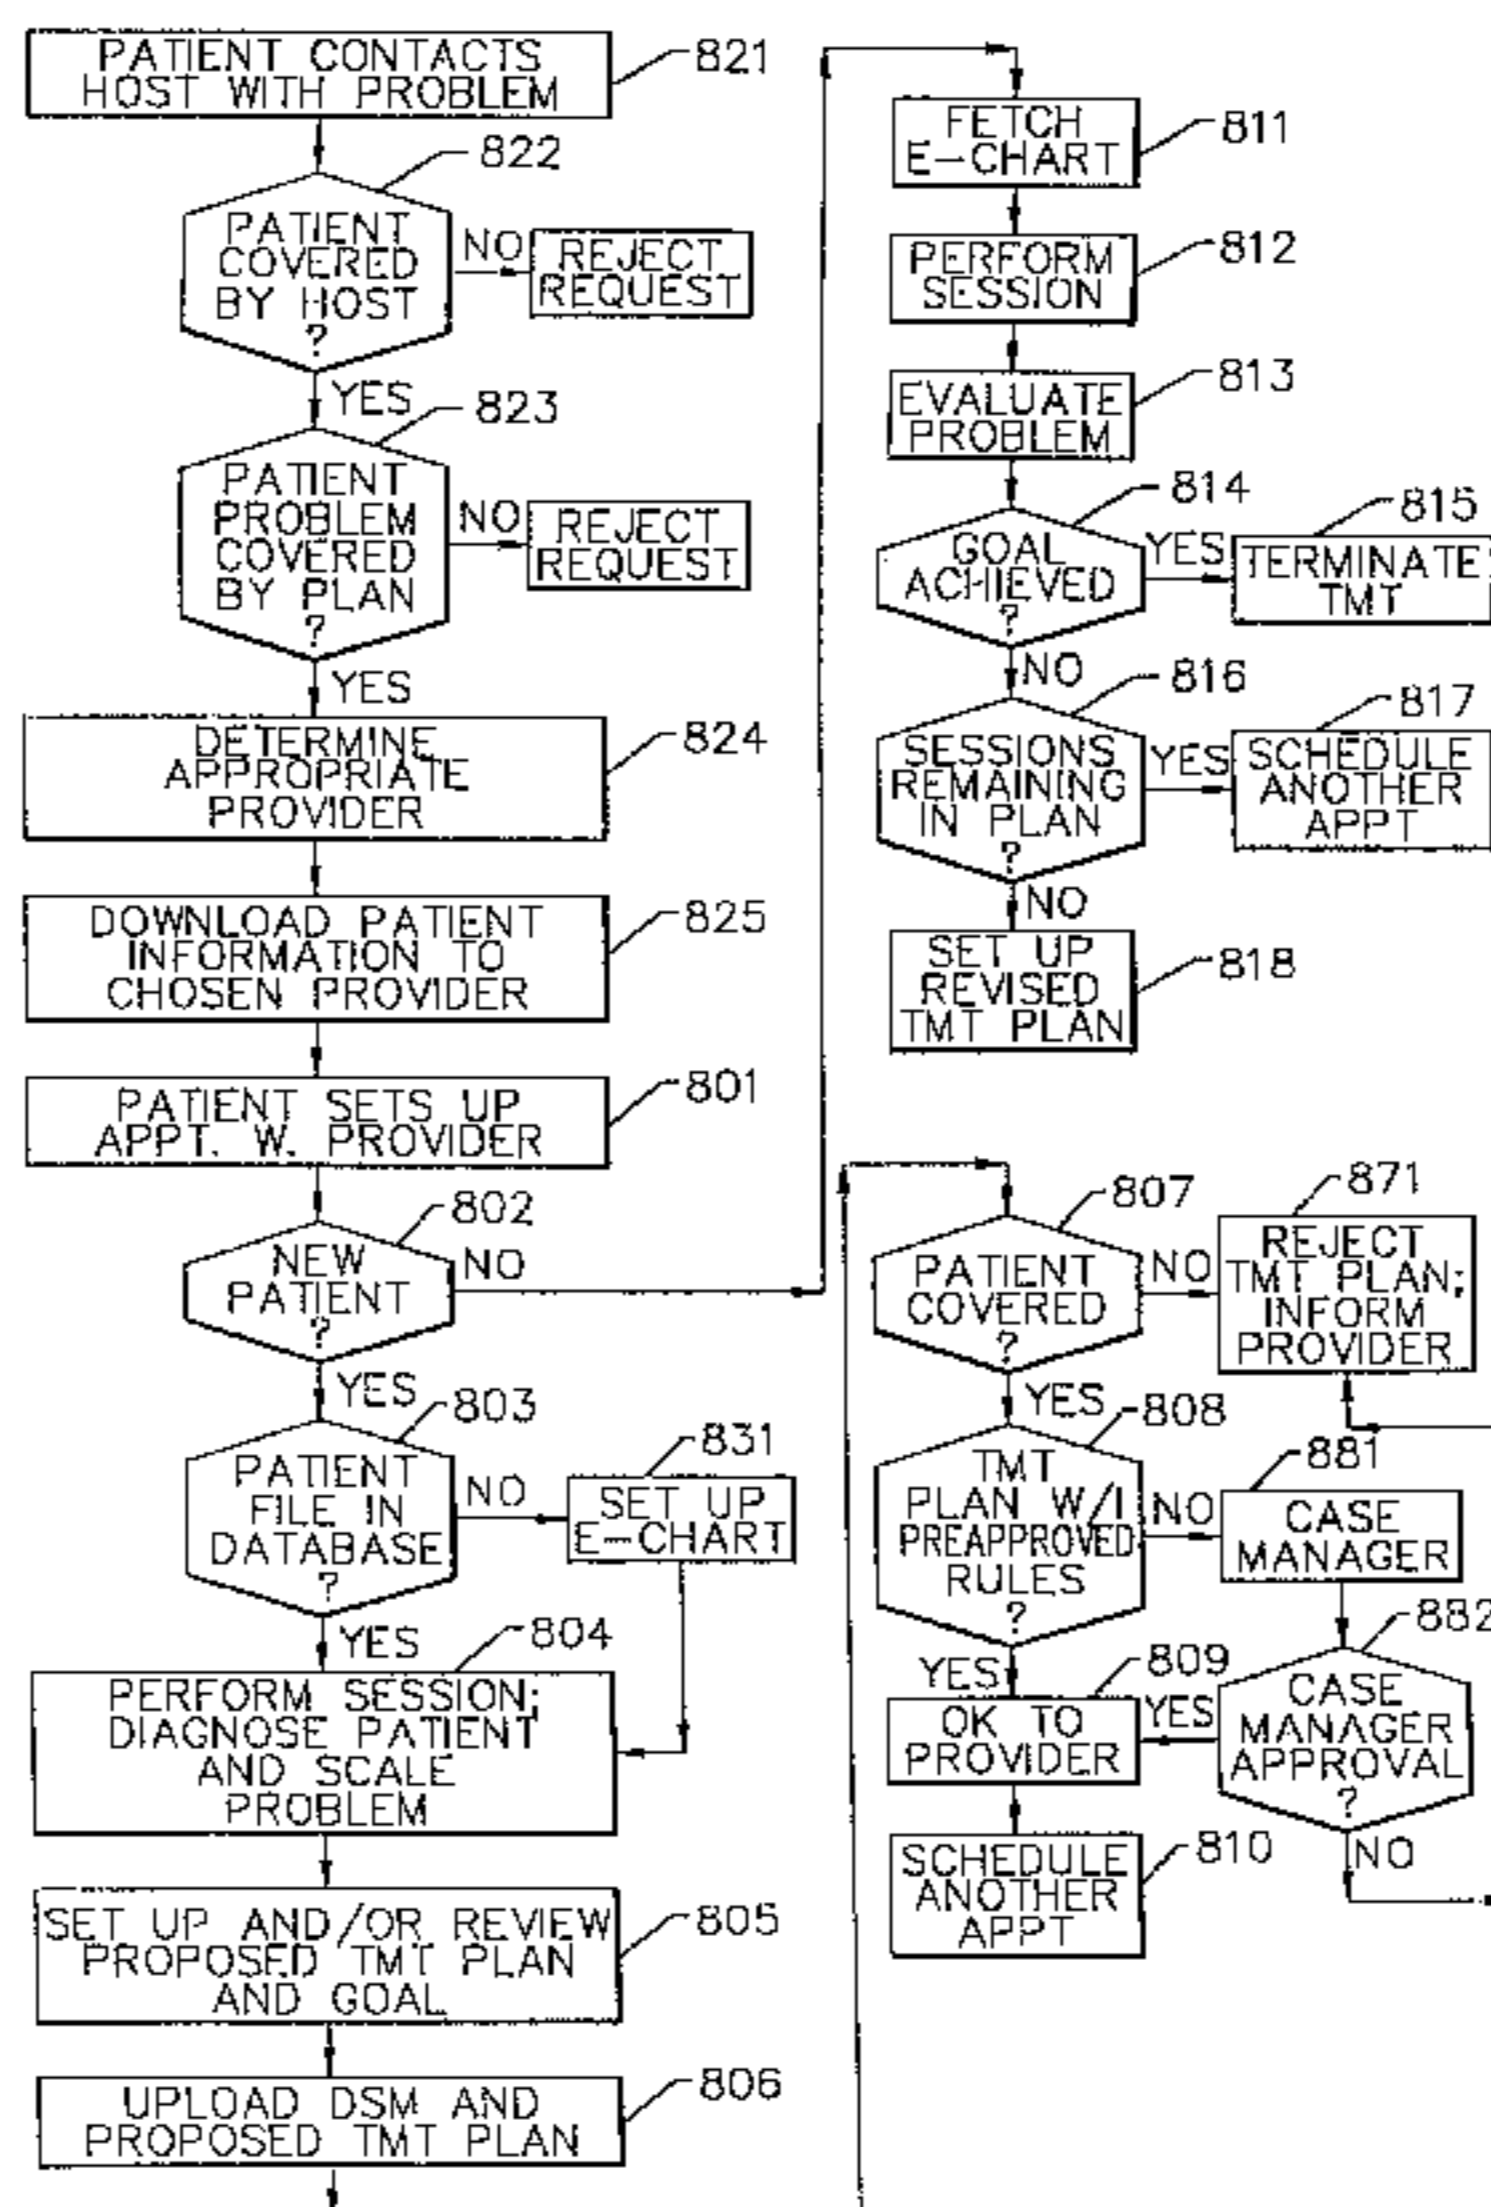 PATIENT CONTACTS
HOST WITH PROBLEM
821
822
PATIENT
COVERED
BY HOST
?
NO
REJECT
REQUEST
YES
823
PATIENT
PROBLEM
COVERED
BY PLAN
?
NO
REJECT
REQUEST
YES
DETERMINE
APPROPRIATE
PROVIDER
824
DOWNLOAD PATIENT
INFORMATION TO
CHOSEN PROVIDER
825
PATIENT SETS UP
APPT. W. PROVIDER
801
802
NEW
PATIENT
?
NO
YES
803
PATIENT
FILE IN
DATABASE
?
NO
831
SET UP
E-CHART
YES
804
PERFORM SESSION;
DIAGNOSE PATIENT
AND SCALE
PROBLEM
SET UP AND/OR REVIEW
PROPOSED TMT PLAN
AND GOAL
805
UPLOAD DSM AND
PROPOSED TMT PLAN
806
FETCH
E-CHART
811
PERFORM
SESSION
812
EVALUATE
PROBLEM
813
814
GOAL
ACHIEVED
?
YES
815
TERMINATE
TMT
NO
816
SESSIONS
REMAINING
IN PLAN
?
YES
817
SCHEDULE
ANOTHER
APPT
NO
SET UP
REVISED
TMT PLAN
818
807
PATIENT
COVERED
?
NO
871
REJECT
TMT PLAN;
INFORM
PROVIDER
YES
808
TMT
PLAN W/I
PREAPPROVED
RULES
?
NO
881
CASE
MANAGER
882
CASE
MANAGER
APPROVAL
?
YES
NO
YES
809
OK TO
PROVIDER
SCHEDULE
ANOTHER
APPT
810